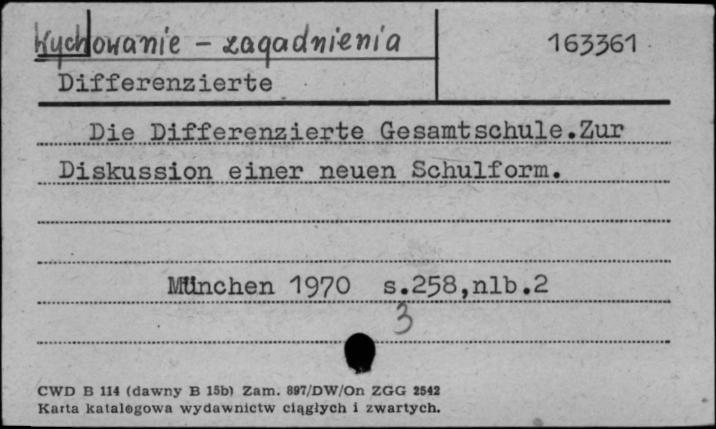 Wychowanie - zagadnienia 163361
Differenzierte
Die Differenzierte Gesamtschule.Zur
Diskussion einer neuen Schulform.
München 1970 s.258,nlb.2
3
CWD B 114 (dawny B 15b) Zam. 897/DW/On ZGG 2542
Karta katalogowa wydawnictw ciągłych i zwartych.